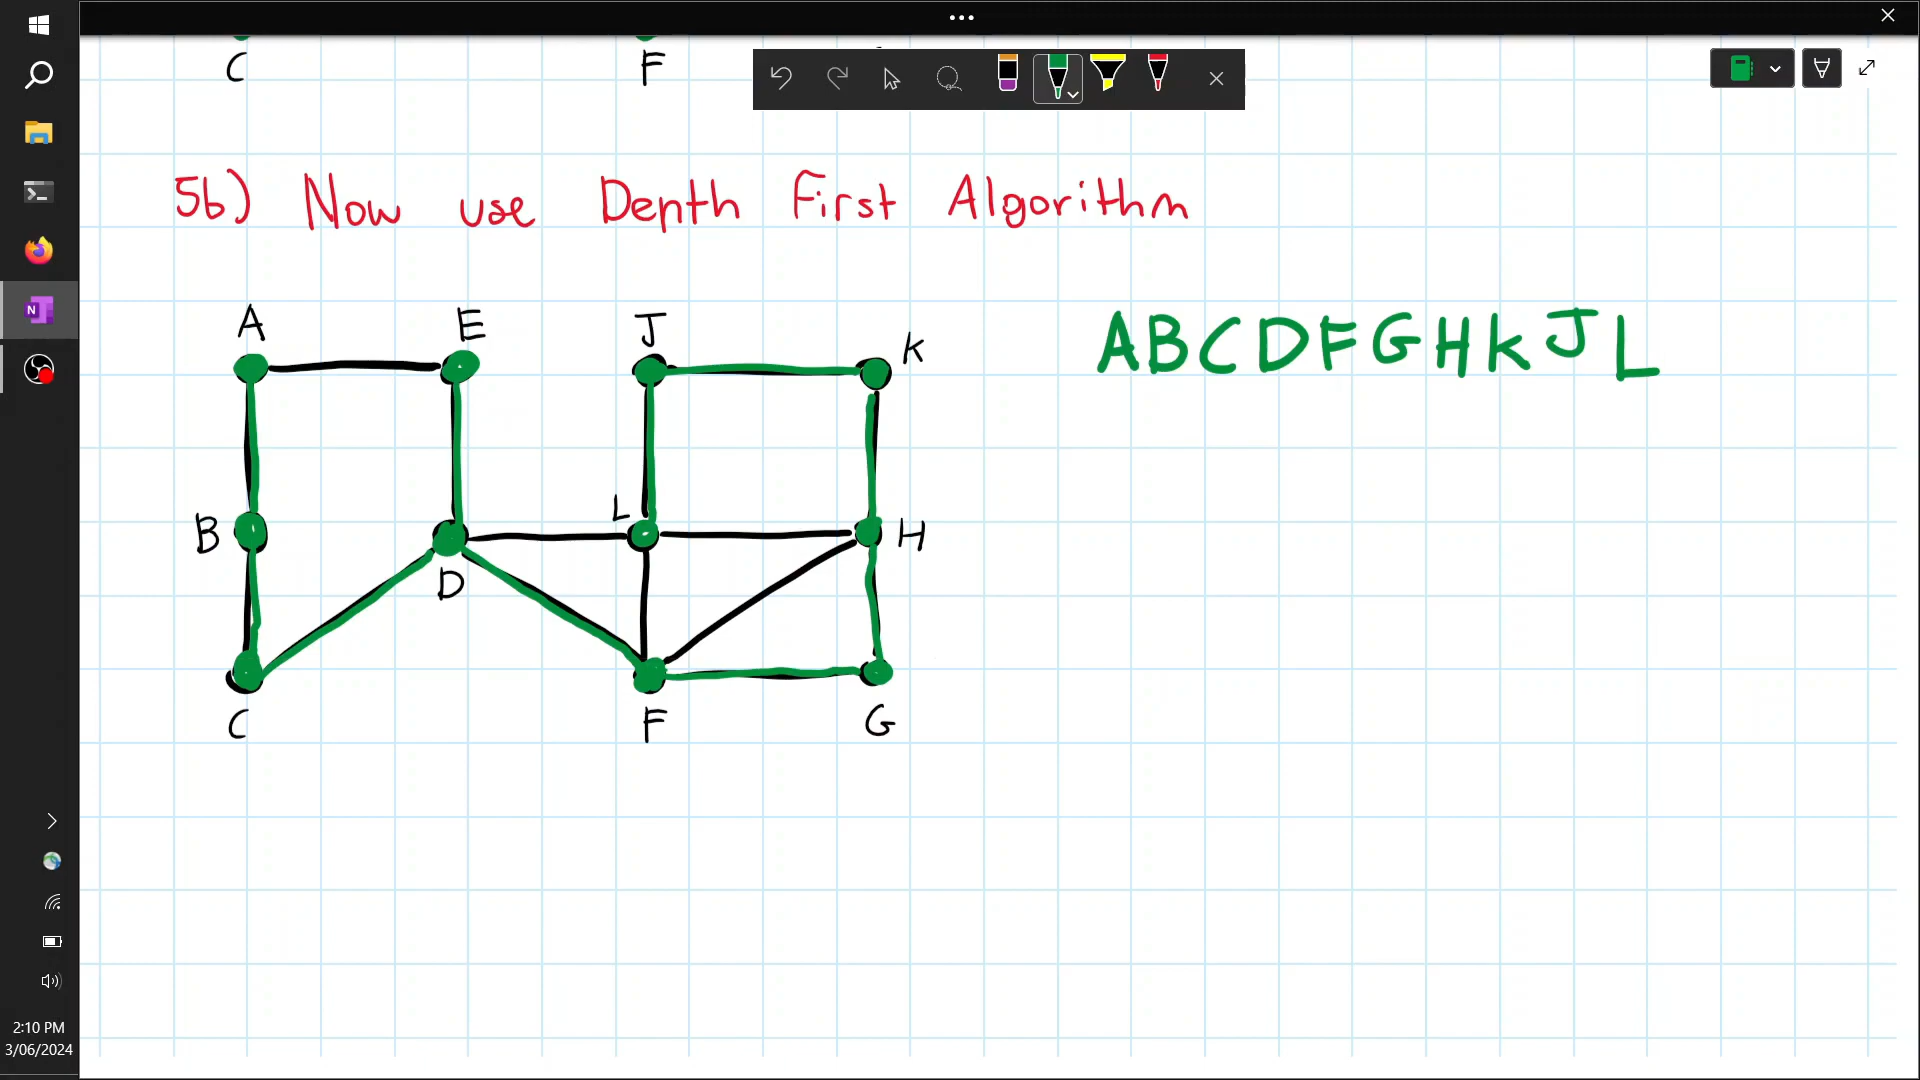 C F
5b) Now use Depth First Algorithm
A E J K
ABCDFGHKJL
B L H
D
C F G
2:10 PM
3/06/2024